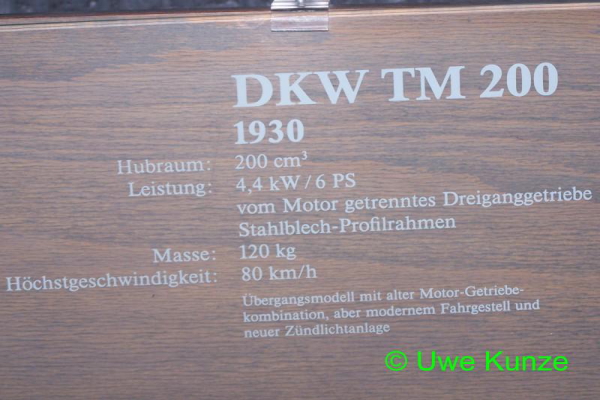 DKW TM 200
1930
Hubraum: 200 cm³
Leistung: 4,4 kW/6 PS
vom Motor getrenntes Dreiganggetriebe
Stahlblech-Profilrahmen
Masse: 120 kg
Höchstgeschwindigkeit: 80 km/h
Übergangsmodell mit alter Motor-Getriebe-
kombination, aber modernem Fahrgestell und
neuer Zündlichtanlage
© Uwe Kunze